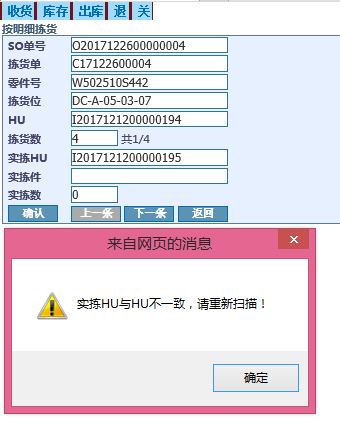 收货 库存 出库 退 关
按明细拣货
SO单号 O2017122600000004
拣货单 C17122600004
零件号 W502510S442
拣货位 DC-A-05-03-07
HU I2017121200000194
拣货数 4 共1/4
实拣HU I2017121200000195
实拣件
实拣数 0
确认 上一条 下一条 返回
来自网页的消息
×
实拣HU与HU不一致，请重新扫描！
确定